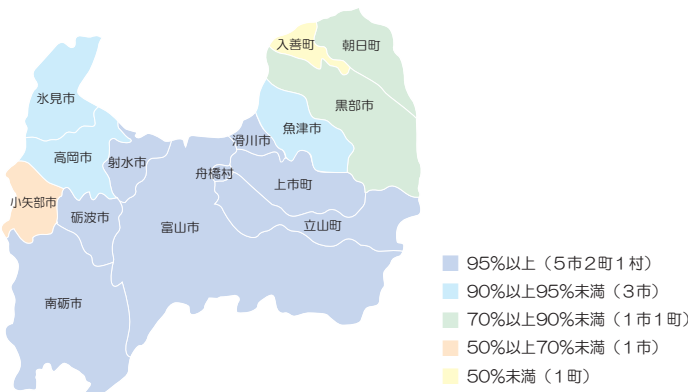 入善町
朝日町
氷見市
黒部市
魚津市
滑川市
高岡市
射水市
舟橋村
上市町
小矢部市
砺波市
富山市
立山町
南砺市
95%以上（5市2町1村）
90%以上95%未満（3市）
70%以上90%未満（1市1町）
50%以上70%未満（1市）
50%未満（1町）